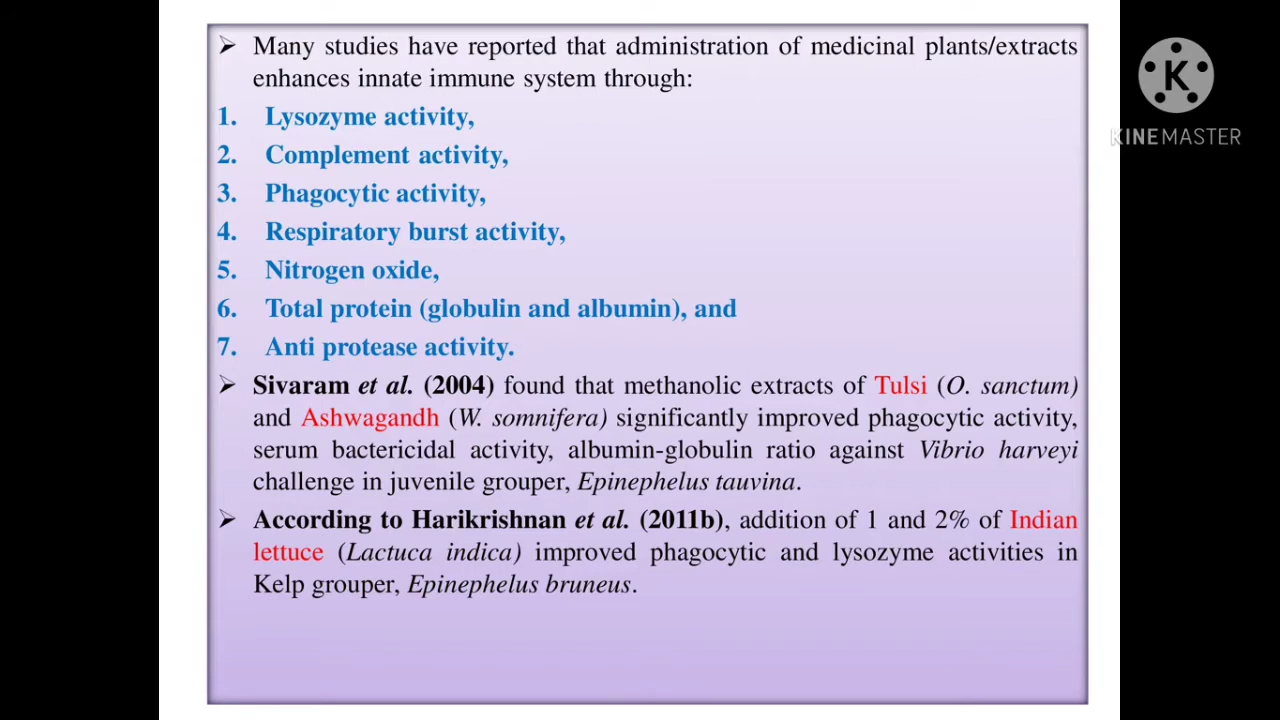 ➢ Many studies have reported that administration of medicinal plants/extracts
enhances innate immune system through:
1. Lysozyme activity,
2. Complement activity,
3. Phagocytic activity,
4. Respiratory burst activity,
5. Nitrogen oxide,
6. Total protein (globulin and albumin), and
7. Anti protease activity.
➢ Sivaram et al. (2004) found that methanolic extracts of Tulsi (O. sanctum)
and Ashwagandh (W. somnifera) significantly improved phagocytic activity,
serum bactericidal activity, albumin-globulin ratio against Vibrio harveyi
challenge in juvenile grouper, Epinephelus tauvina.
➢ According to Harikrishnan et al. (2011b), addition of 1 and 2% of Indian
lettuce (Lactuca indica) improved phagocytic and lysozyme activities in
Kelp grouper, Epinephelus bruneus.
K
KINEMASTER